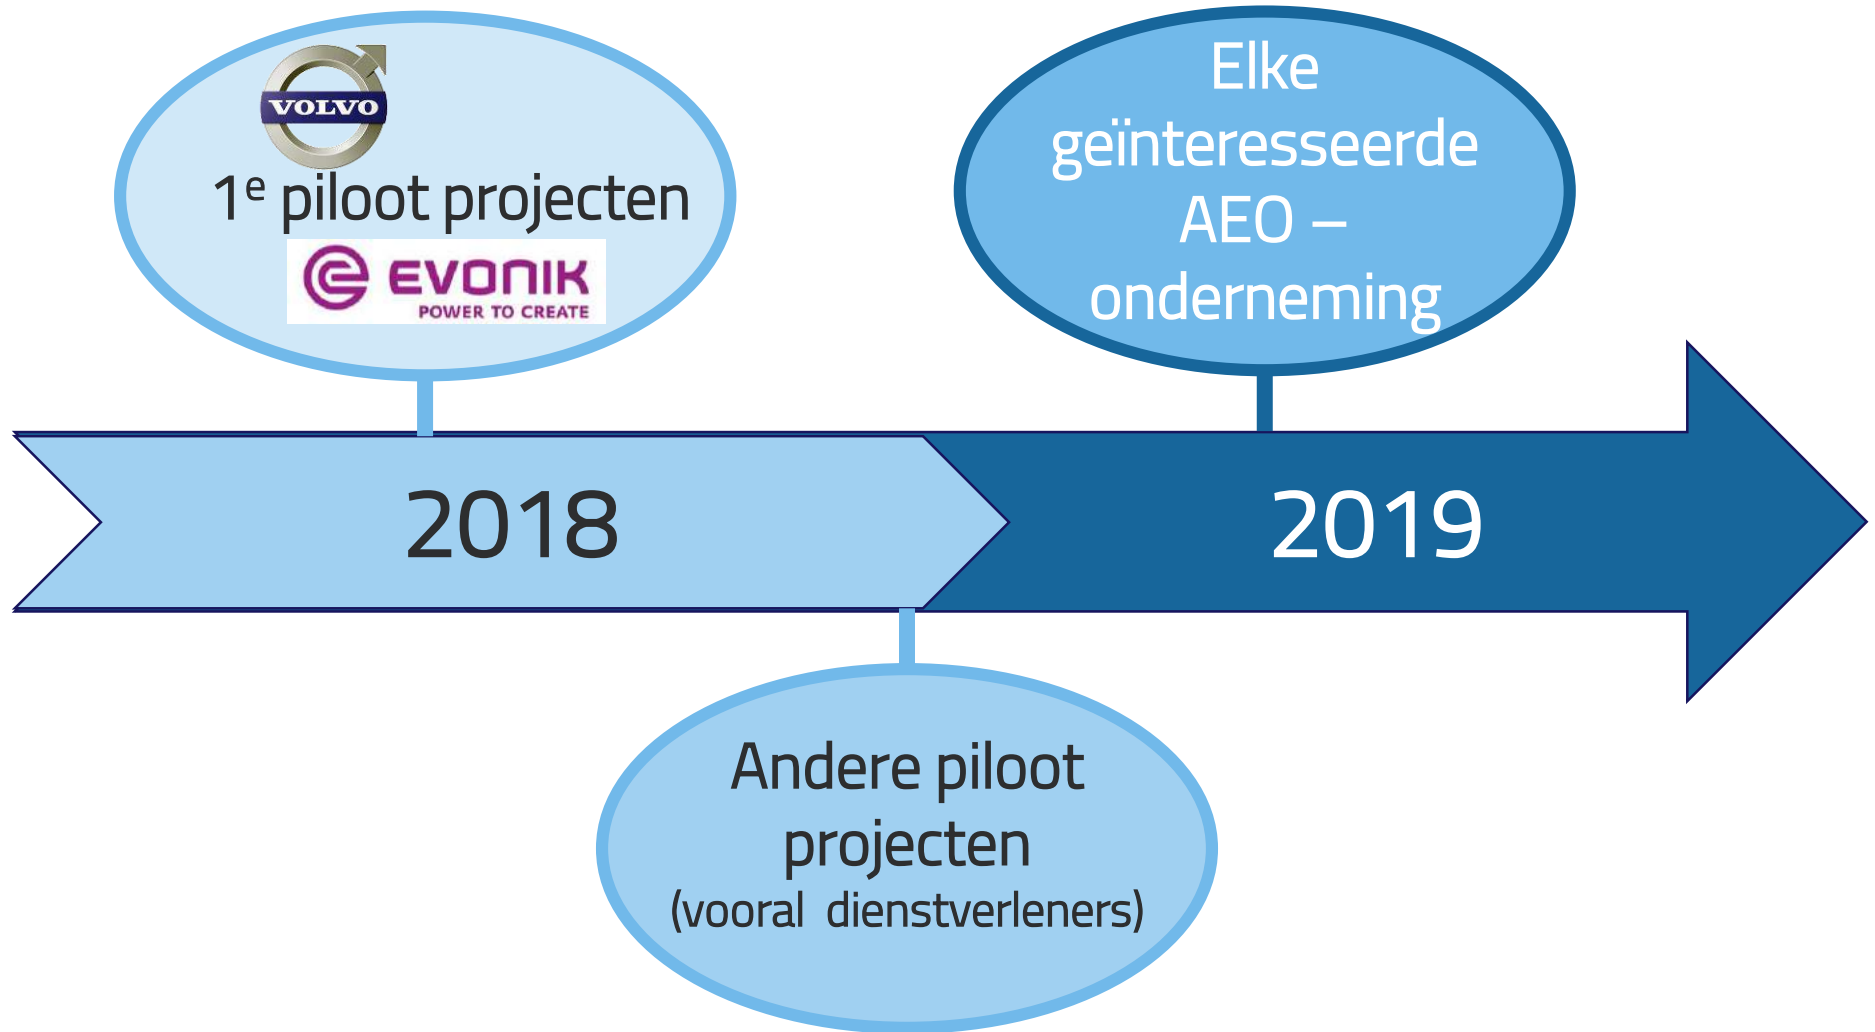 VOLVO
1e piloot projecten
EVONIK
POWER TO CREATE
Elke
geïnteresseerde
AEO –
onderneming
2018
2019
Andere piloot
projecten
(vooral dienstverleners)